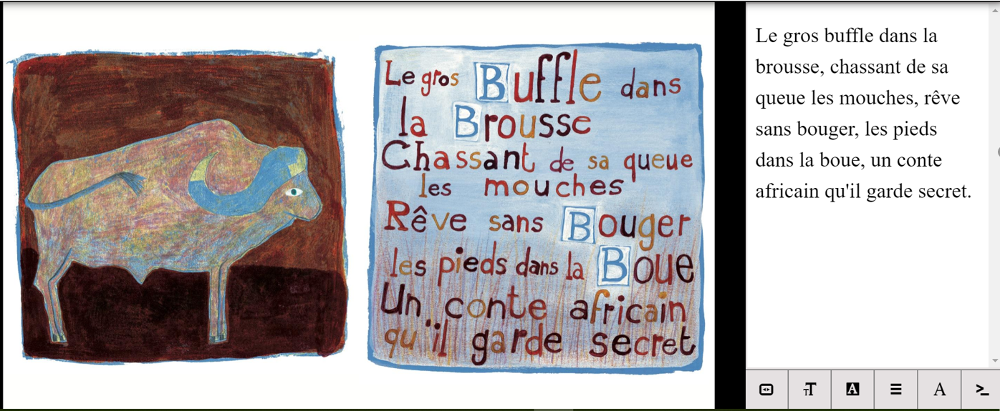 Le gros Buffle dans
la Brousse
Chassant de sa queue
les mouches
Rêve sans Bouger
les pieds dans la Boue
Un conte africain
qu'il garde secret
Le gros buffle dans la
brousse, chassant de sa
queue les mouches, rêve
sans bouger, les pieds
dans la boue, un conte
africain qu'il garde secret.
TT A A